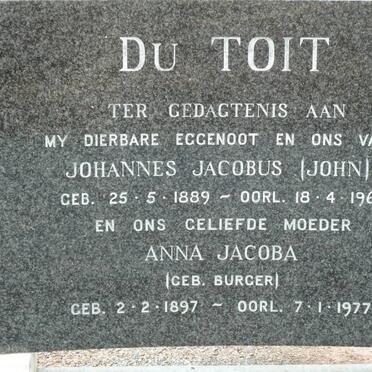 DU TOIT
TER GEDAGTENIS AAN
MY DIERBARE EGGENOOT EN ONS
JOHANNES JACOBUS (JOHN)
GEB. 25·5·1889 ~ OORL. 18·4·196
EN ONS GELIEFDE MOEDER
ANNA JACOBA
(GEB. BURGER)
GEB. 2·2·1897 ~ OORL. 7·1·1977